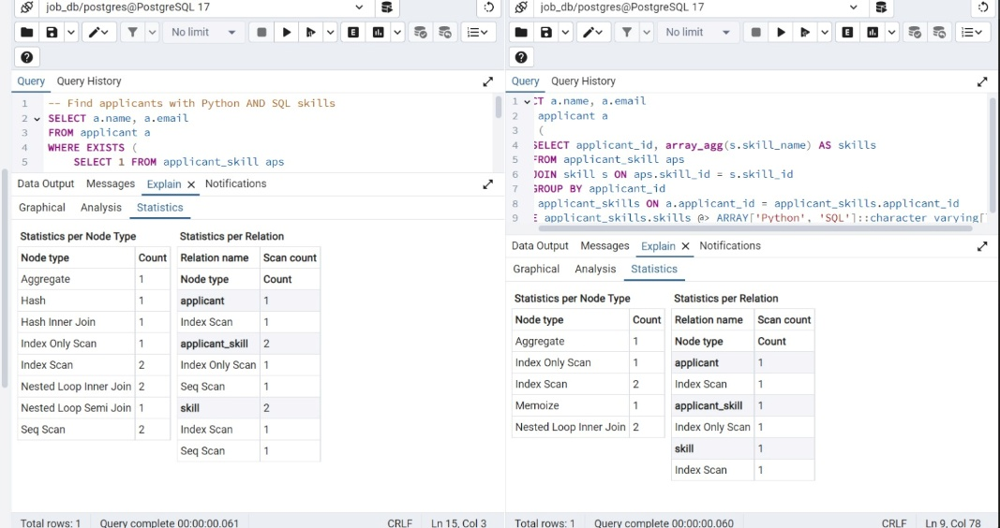 job_db/postgres@PostgreSQL 17
No limit
Query Query History
1 -- Find applicants with Python AND SQL skills
2 SELECT a.name, a.email
3 FROM applicant a
4 WHERE EXISTS (
5 SELECT 1 FROM applicant_skill aps
Data Output Messages Explain Notifications
Graphical Analysis Statistics
Statistics per Node Type
Node type Count
Aggregate 1
Hash 1
Hash Inner Join 1
Index Only Scan 1
Index Scan 2
Nested Loop Inner Join 2
Nested Loop Semi Join 1
Seq Scan 2
Statistics per Relation
Relation name Scan count
Node type Count
applicant 1
Index Scan 1
applicant_skill 2
Index Only Scan 1
Seq Scan 1
skill 2
Index Scan 1
Seq Scan 1
Total rows: 1 Query complete 00:00:00.061 CRLF Ln 15, Col 3
job_db/postgres@PostgreSQL 17
No limit
Query Query History
1 CT a.name, a.email
2 applicant a
3 (
4 SELECT applicant_id, array_agg(s.skill_name) AS skills
5 FROM applicant_skill aps
6 JOIN skill s ON aps.skill_id = s.skill_id
7 GROUP BY applicant_id
8 applicant_skills ON a.applicant_id = applicant_skills.applicant_id
9 E applicant_skills.skills @> ARRAY['Python', 'SQL']::character varying[
Data Output Messages Explain Notifications
Graphical Analysis Statistics
Statistics per Node Type
Node type Count
Aggregate 1
Index Only Scan 1
Index Scan 2
Memoize 1
Nested Loop Inner Join 2
Statistics per Relation
Relation name Scan count
Node type Count
applicant 1
Index Scan 1
applicant_skill 1
Index Only Scan 1
skill 1
Index Scan 1
Total rows: 1 Query complete 00:00:00.060 CRLF Ln 9, Col 78